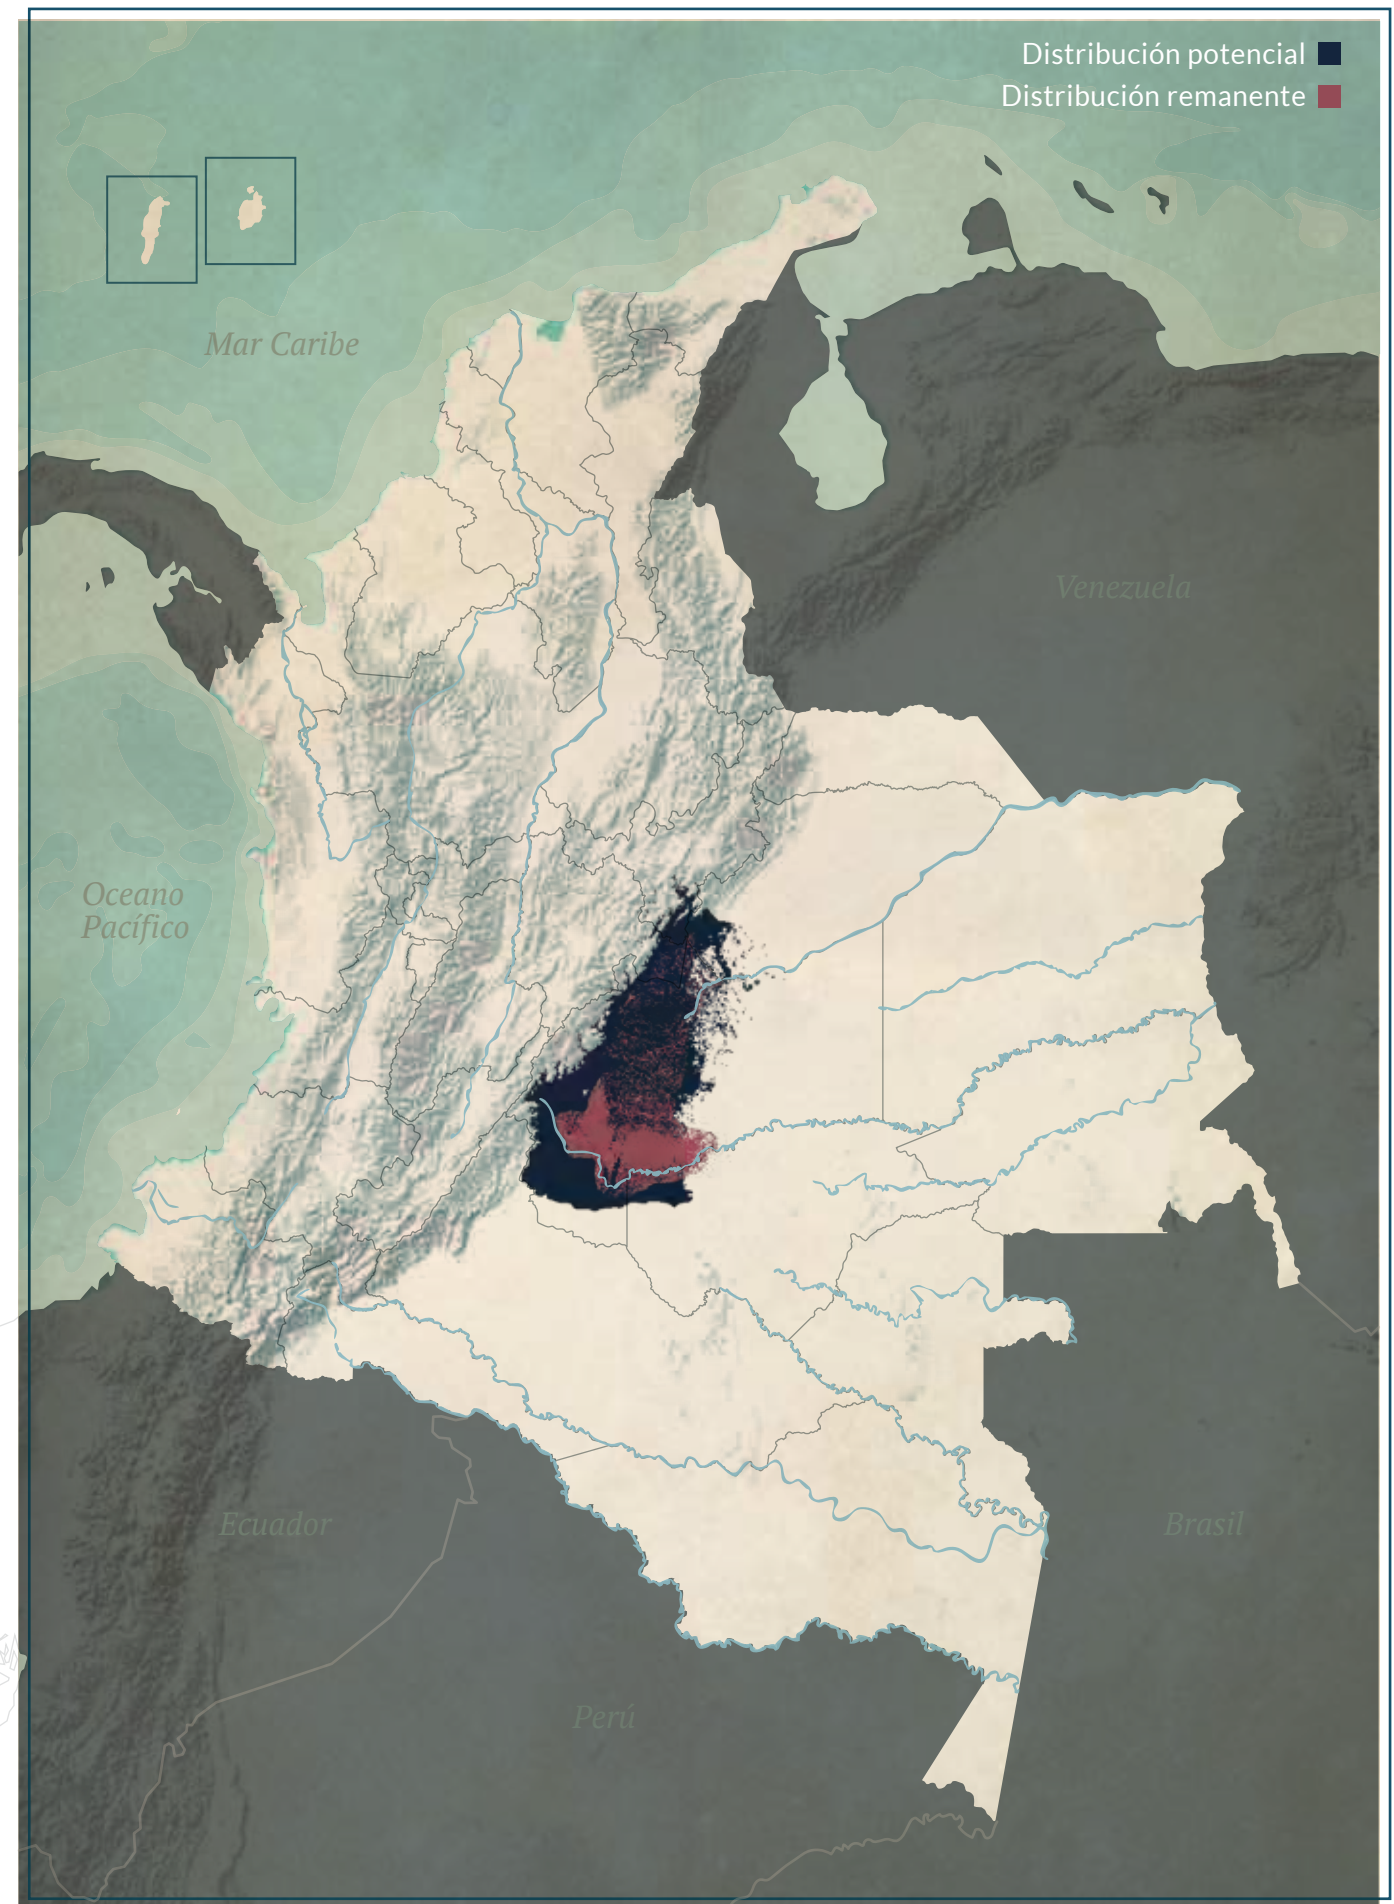 Distribución potencial
Distribución remanente
Mar Caribe
Venezuela
Oceano
Pacífico
Ecuador
Brasil
Perú